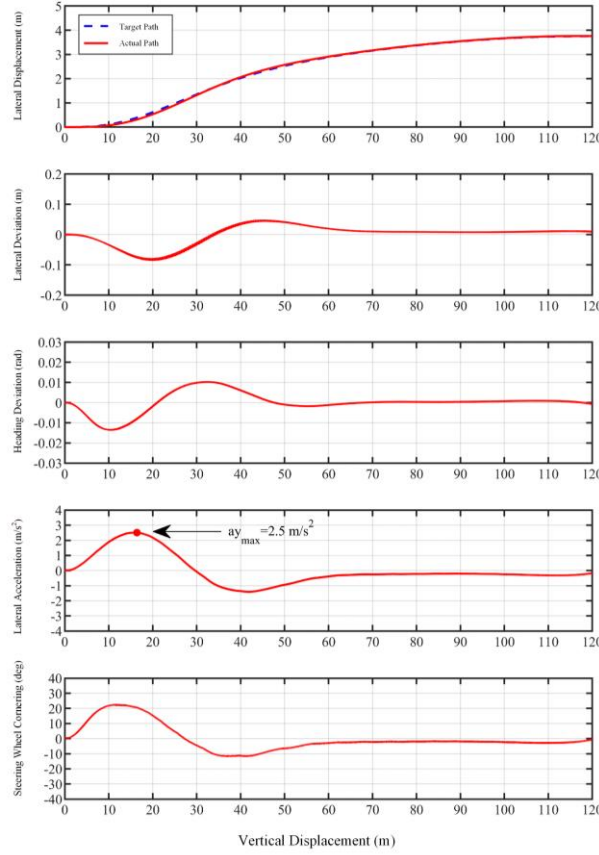 Lateral Displacement (m)
5
4
3
2
1
0
Target Path
Actual Path
0 10 20 30 40 50 60 70 80 90 100 110 120
Lateral Deviation (m)
0.2
0.1
0
-0.1
-0.2
0 10 20 30 40 50 60 70 80 90 100 110 120
Heading Deviation (rad)
0.03
0.02
0.01
0
-0.01
-0.02
-0.03
0 10 20 30 40 50 60 70 80 90 100 110 120
Lateral Acceleration (m/s²)
4
3
2
1
0
-1
-2
-3
-4
ay_max=2.5 m/s²
0 10 20 30 40 50 60 70 80 90 100 110 120
Steering Wheel Cornering (deg)
40
30
20
10
0
-10
-20
-30
-40
0 10 20 30 40 50 60 70 80 90 100 110 120
Vertical Displacement (m)